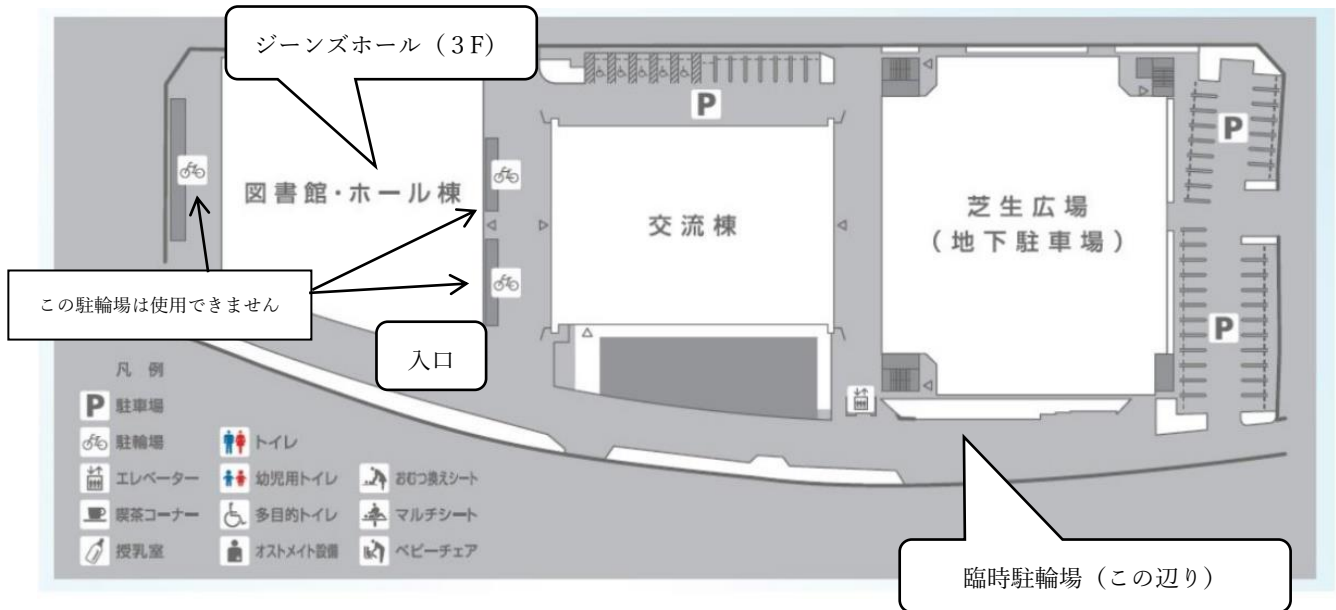 ジーンズホール（３F）
P
P
図書館・ホール棟
交流棟
芝生広場
（地下駐車場）
この駐輪場は使用できません
P
入口
凡 例
P 駐車場
駐輪場
トイレ
エレベーター
幼児用トイレ
おむつ換えシート
喫茶コーナー
多目的トイレ
マルチシート
授乳室
オストメイト設備
ベビーチェア
臨時駐輪場（この辺り）